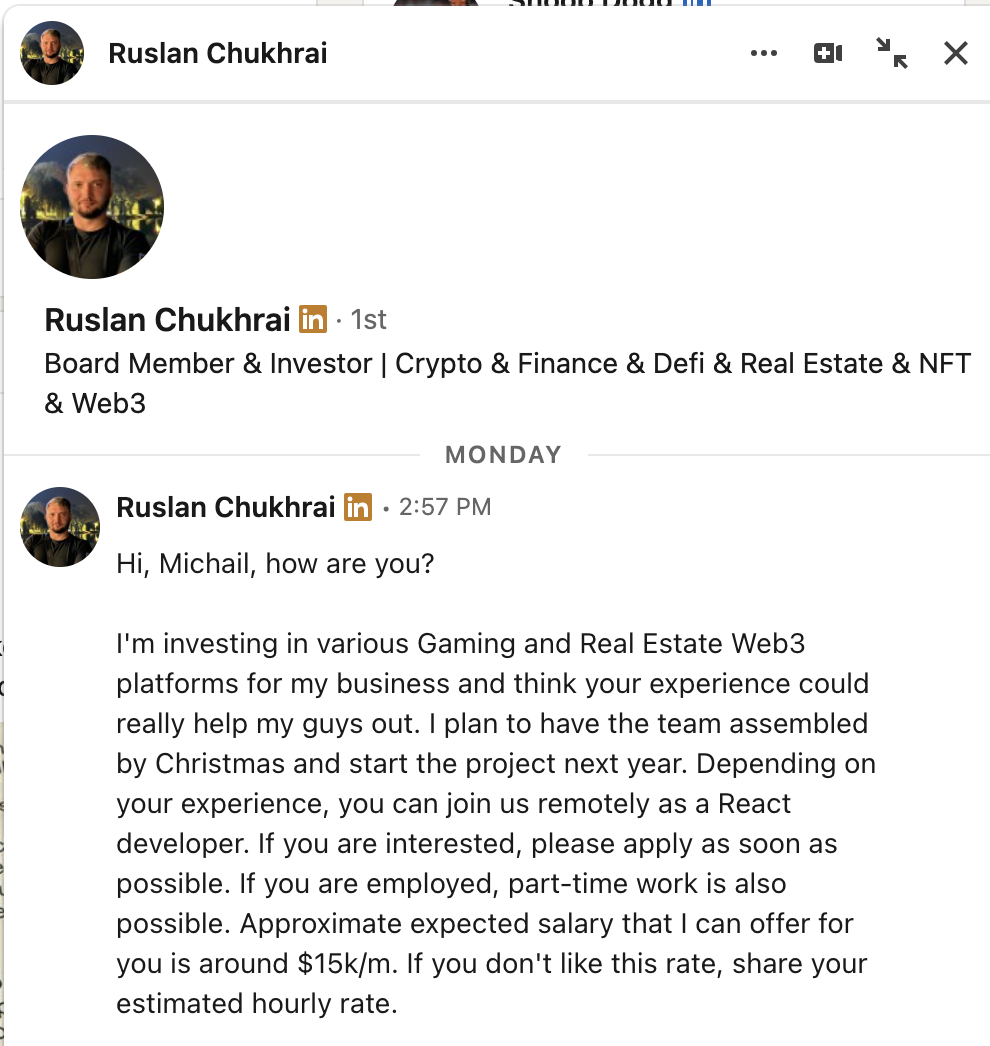 Ruslan Chukhrai
Ruslan Chukhrai in · 1st
Board Member & Investor | Crypto & Finance & Defi & Real Estate & NFT
& Web3
MONDAY
Ruslan Chukhrai in • 2:57 PM
Hi, Michail, how are you?
I'm investing in various Gaming and Real Estate Web3
platforms for my business and think your experience could
really help my guys out. I plan to have the team assembled
by Christmas and start the project next year. Depending on
your experience, you can join us remotely as a React
developer. If you are interested, please apply as soon as
possible. If you are employed, part-time work is also
possible. Approximate expected salary that I can offer for
you is around $15k/m. If you don't like this rate, share your
estimated hourly rate.